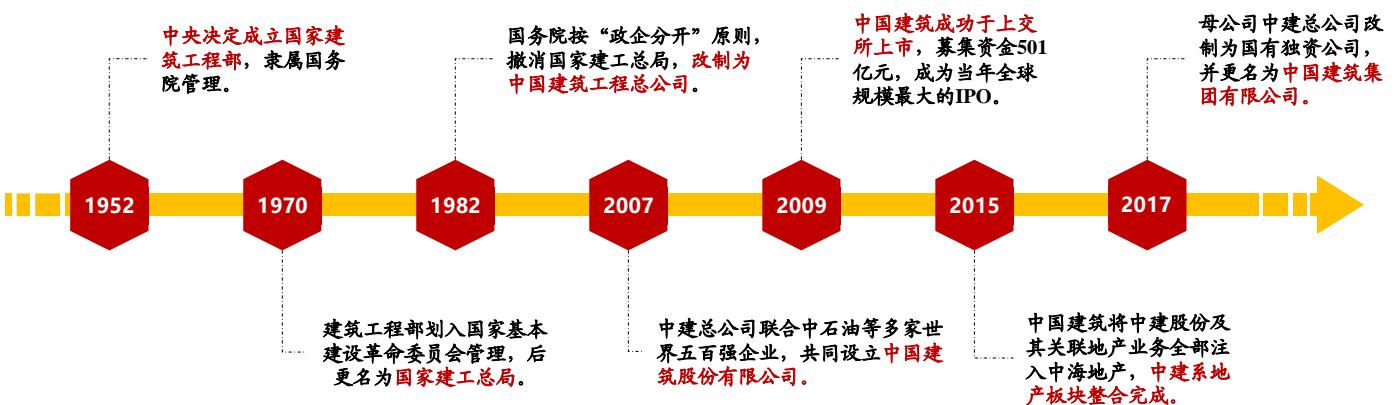 中央决定成立国家建
筑工程部，隶属国务
院管理。
国务院按“政企分开”原则，
撤消国家建工总局，改制为
中国建筑工程总公司。
中国建筑成功于上交
所上市，募集资金501
亿元，成为当年全球
规模最大的IPO。
母公司中建总公司改
制为国有独资公司，
并更名为中国建筑集
团有限公司。
1952
1970
1982
2007
2009
2015
2017
建筑工程部划入国家基本
建设革命委员会管理，后
更名为国家建工总局。
中建总公司联合中石油等多家世
界五百强企业，共同设立中国建
筑股份有限公司。
中国建筑将中建股份及
其关联地产业务全部注
入中海地产，中建系地
产板块整合完成。